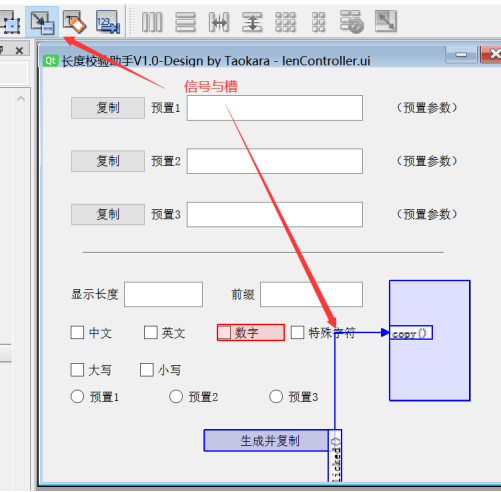 长度校验助手V1.0-Design by Taokara - lenController.ui
信号与槽
复制 预置1 （预置参数）
复制 预置2 （预置参数）
复制 预置3 （预置参数）
显示长度 前缀
中文 英文 数字 特殊字符 copy()
大写 小写
预置1 预置2 预置3
生成并复制 licked()